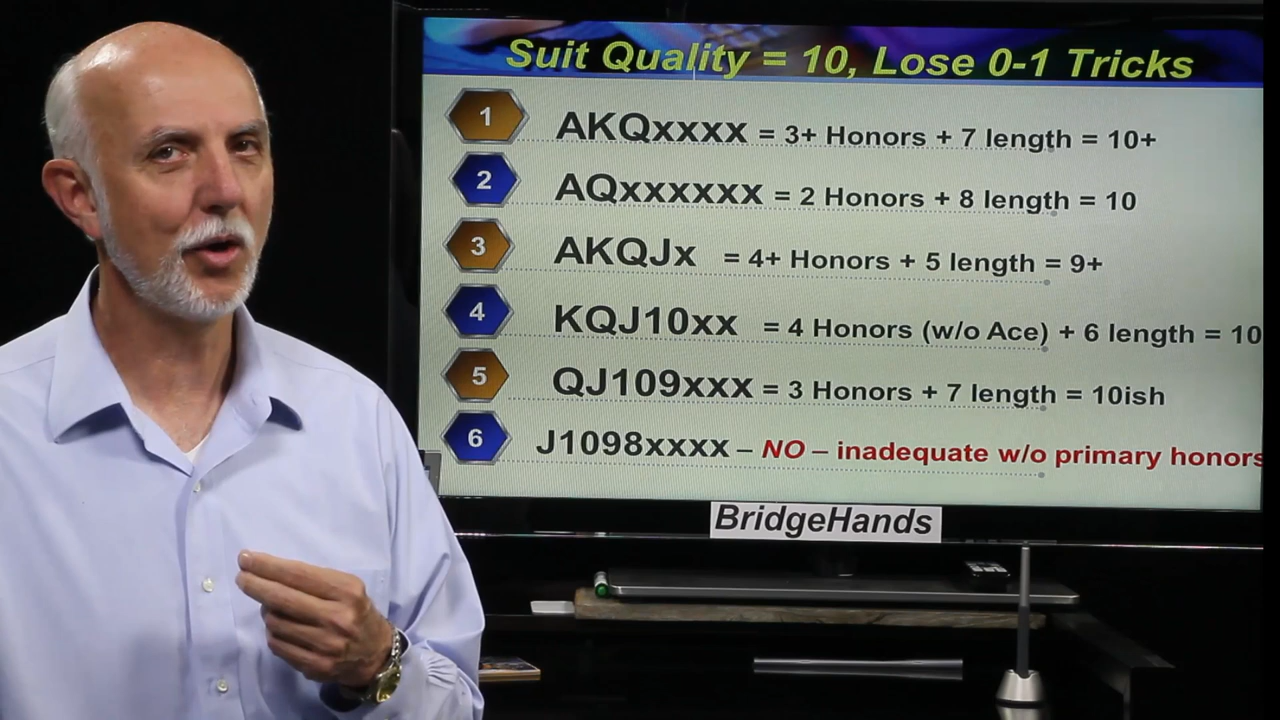 Suit Quality = 10, Lose 0-1 Tricks
1 AKQxxxx = 3+ Honors + 7 length = 10+
2 AQxxxxxx = 2 Honors + 8 length = 10
3 AKQJx = 4+ Honors + 5 length = 9+
4 KQJ10xx = 4 Honors (w/o Ace) + 6 length = 10
5 QJ109xxx = 3 Honors + 7 length = 10ish
6 J1098xxxx – NO – inadequate w/o primary honors
BridgeHands